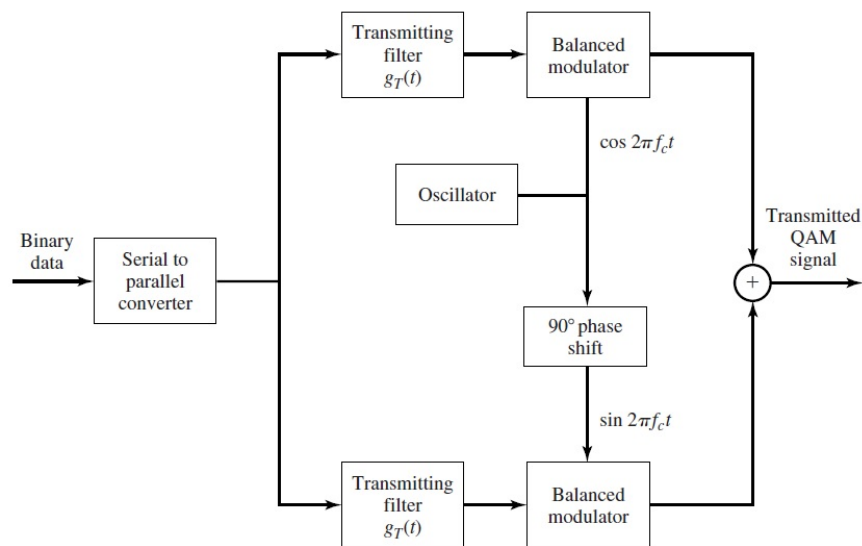 Transmitting
filter
g_T(t)
Balanced
modulator
cos 2πf_ct
Oscillator
Binary
data
Serial to
parallel
converter
Transmitted
QAM
signal
+
90° phase
shift
sin 2πf_ct
Transmitting
filter
g_T(t)
Balanced
modulator